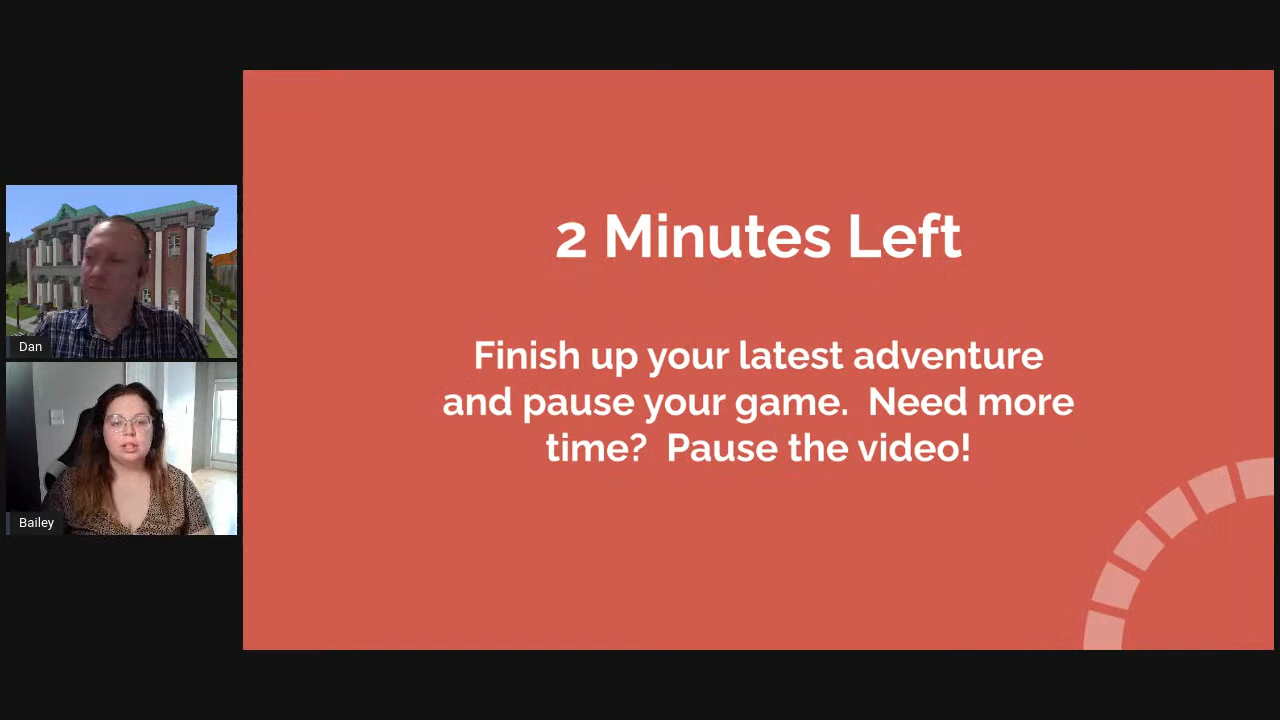 Dan
Bailey
2 Minutes Left
Finish up your latest adventure
and pause your game.  Need more
time?  Pause the video!